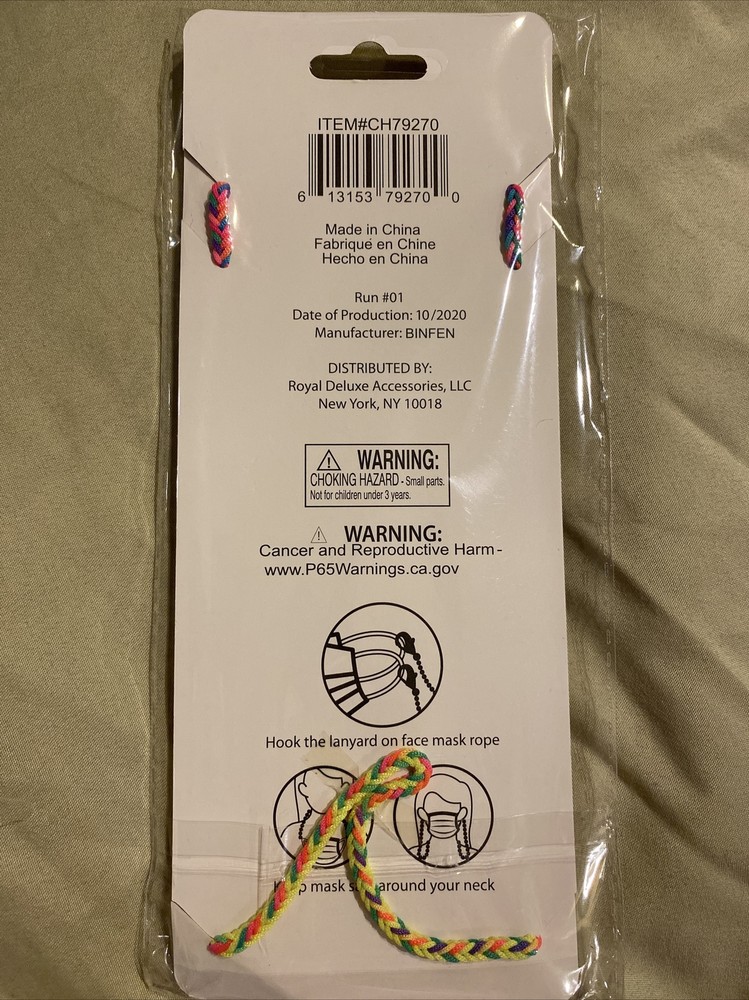 ITEM#CH79270
6 13153 79270 0
Made in China
Fabriqué en Chine
Hecho en China
Run #01
Date of Production: 10/2020
Manufacturer: BINFEN
DISTRIBUTED BY:
Royal Deluxe Accessories, LLC
New York, NY 10018
WARNING:
CHOKING HAZARD - Small parts.
Not for children under 3 years.
WARNING:
Cancer and Reproductive Harm -
www.P65Warnings.ca.gov
Hook the lanyard on face mask rope
mask around your neck